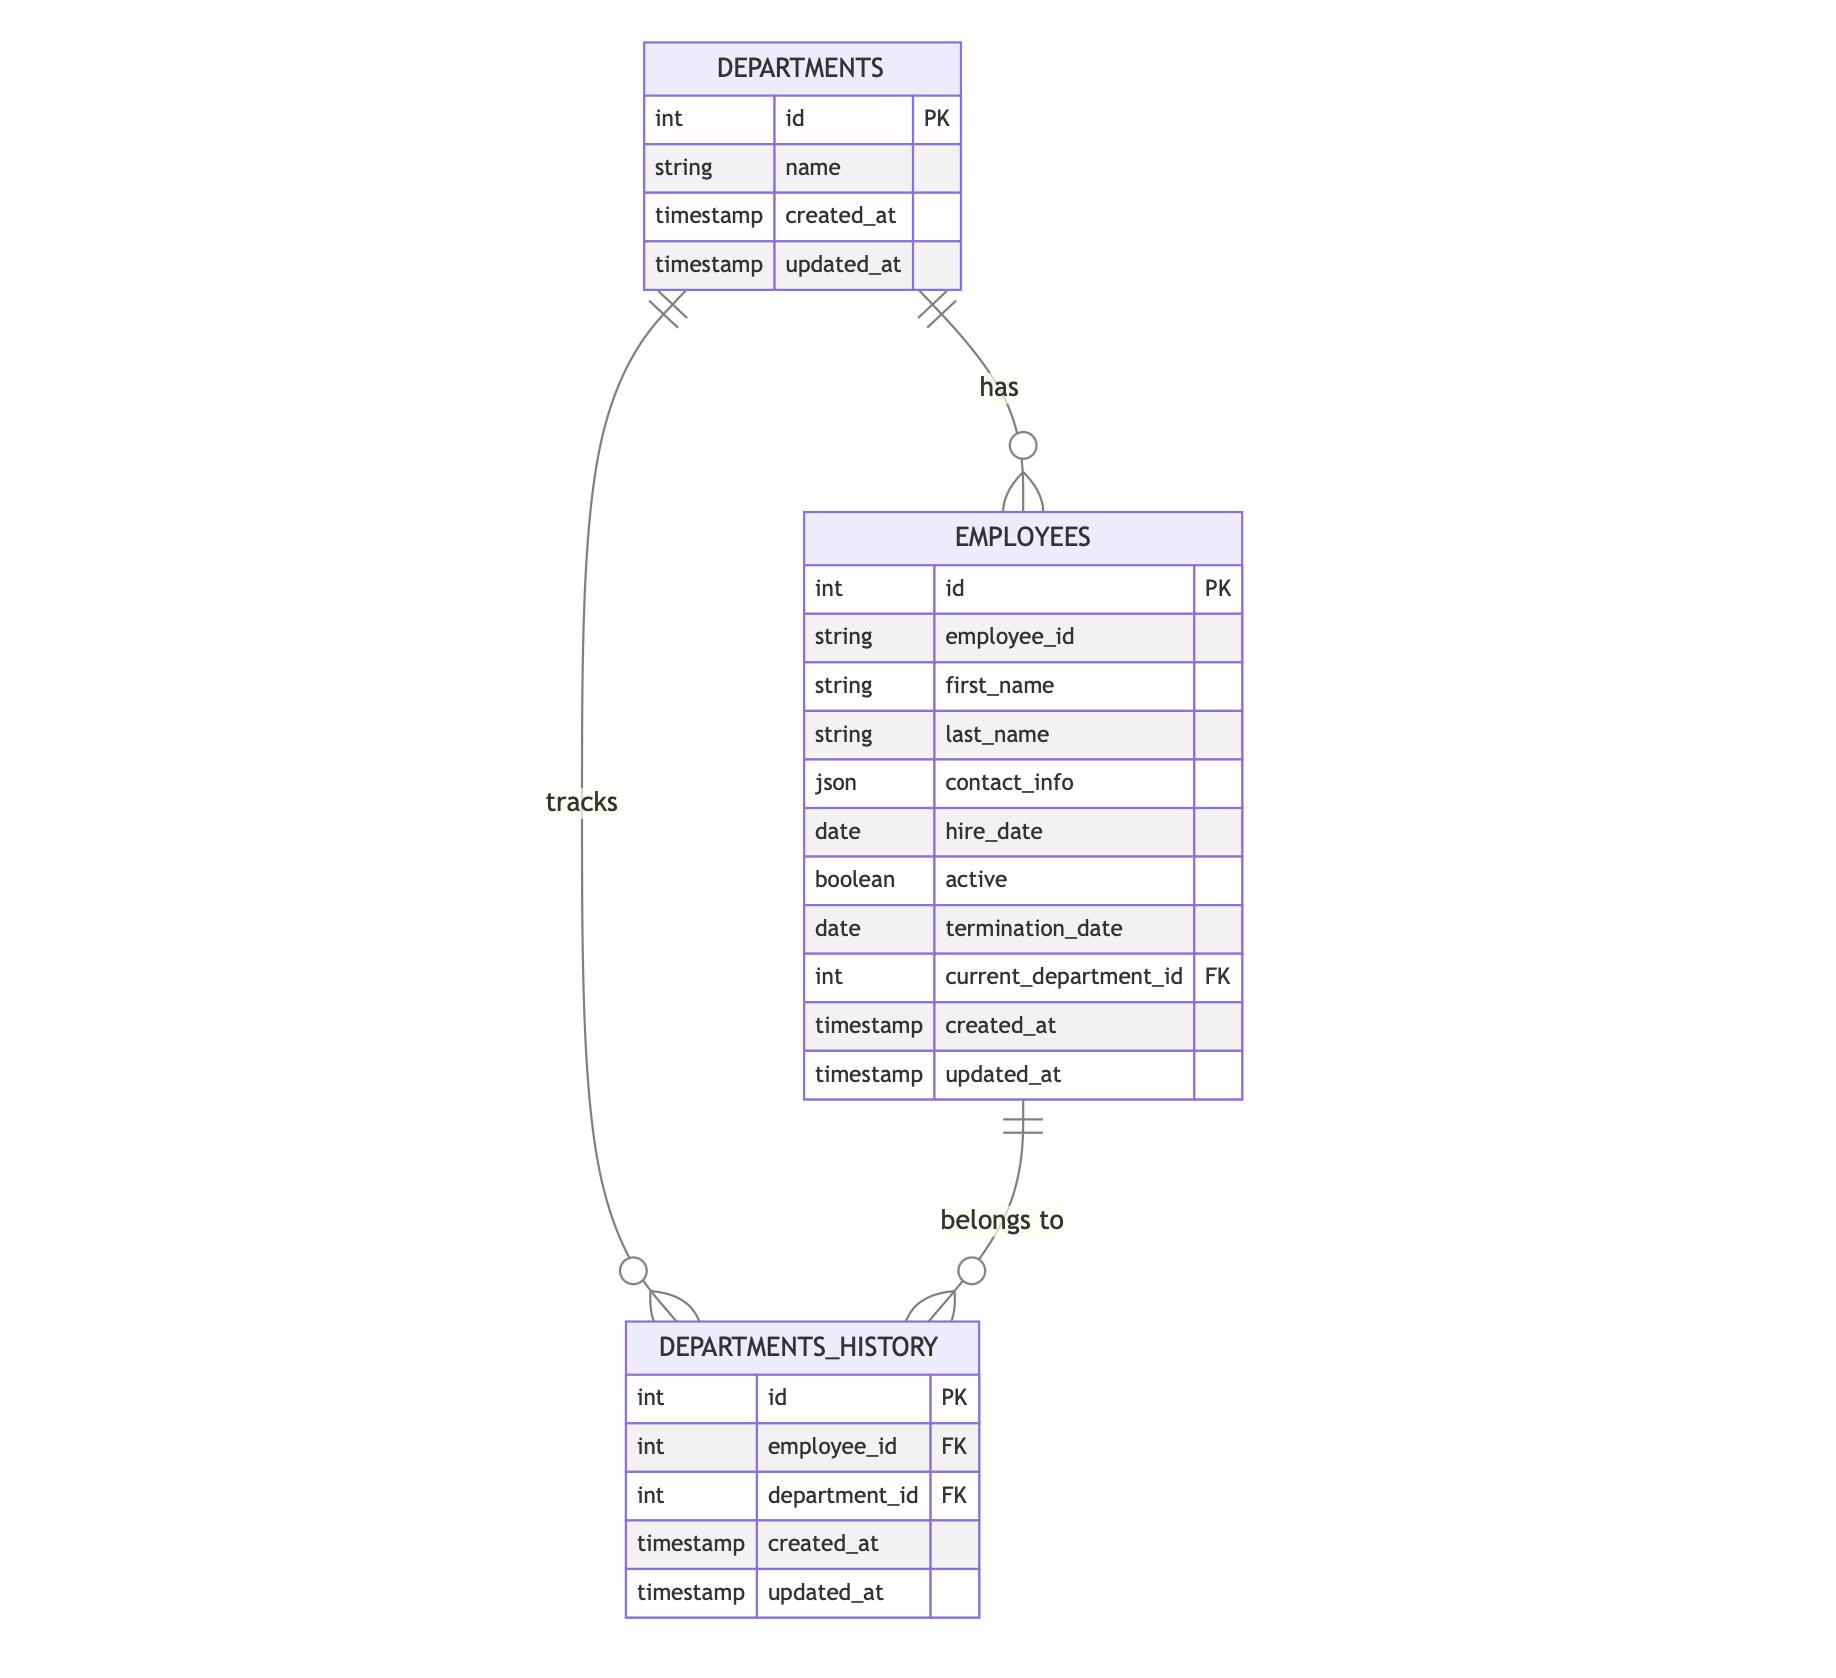 DEPARTMENTS
int id PK
string name
timestamp created_at
timestamp updated_at
has
EMPLOYEES
int id PK
string employee_id
string first_name
string last_name
json contact_info
date hire_date
boolean active
date termination_date
int current_department_id FK
timestamp created_at
timestamp updated_at
tracks
belongs to
DEPARTMENTS_HISTORY
int id PK
int employee_id FK
int department_id FK
timestamp created_at
timestamp updated_at